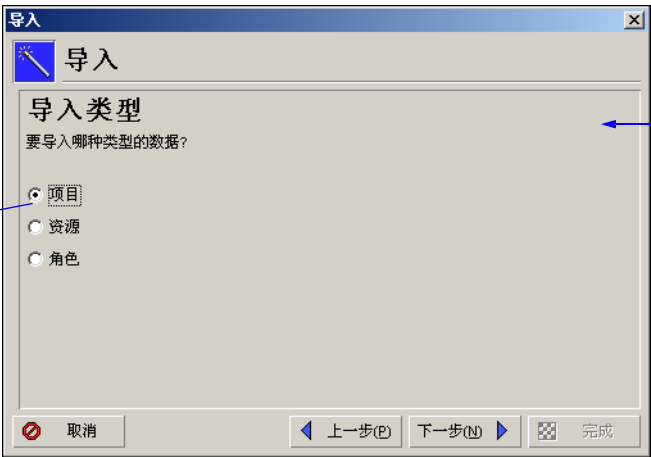 导入
导入
导入类型
要导入哪种类型的数据?
项目
资源
角色
取消 上一步(P) 下一步(N) 完成